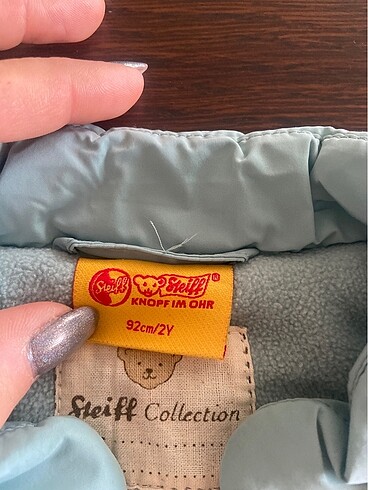 Steiff Steiff®
KNOPF IM OHR
92cm/2Y
Steiff Collection